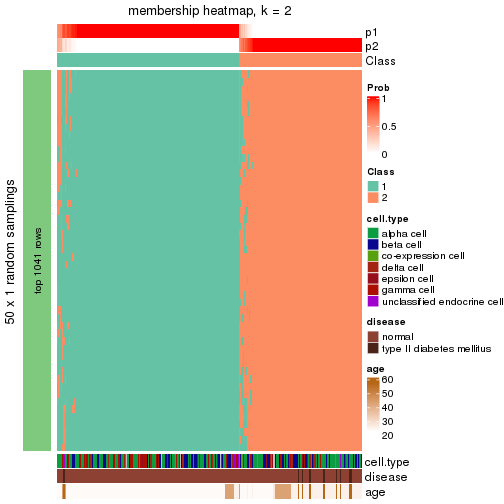 membership heatmap, k = 2
p1
p2
Class
50 x 1 random samplings
top 1041 rows
Prob
1
0.5
0
Class
1
2
cell.type
alpha cell
beta cell
co-expression cell
delta cell
epsilon cell
gamma cell
unclassified endocrine cell
disease
normal
type II diabetes mellitus
age
60
50
40
30
20
cell.type
disease
age